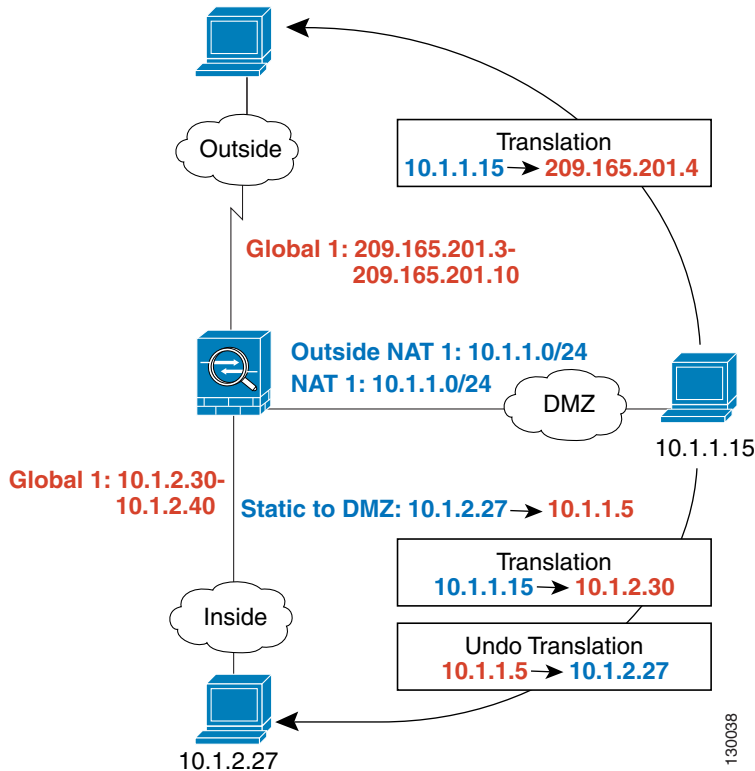 Outside
Translation
10.1.1.15 → 209.165.201.4
Global 1: 209.165.201.3-
209.165.201.10
Outside NAT 1: 10.1.1.0/24
NAT 1: 10.1.1.0/24
DMZ
10.1.1.15
Global 1: 10.1.2.30-
10.1.2.40
Static to DMZ: 10.1.2.27 → 10.1.1.5
Translation
10.1.1.15 → 10.1.2.30
Inside
Undo Translation
10.1.1.5 → 10.1.2.27
10.1.2.27
130038